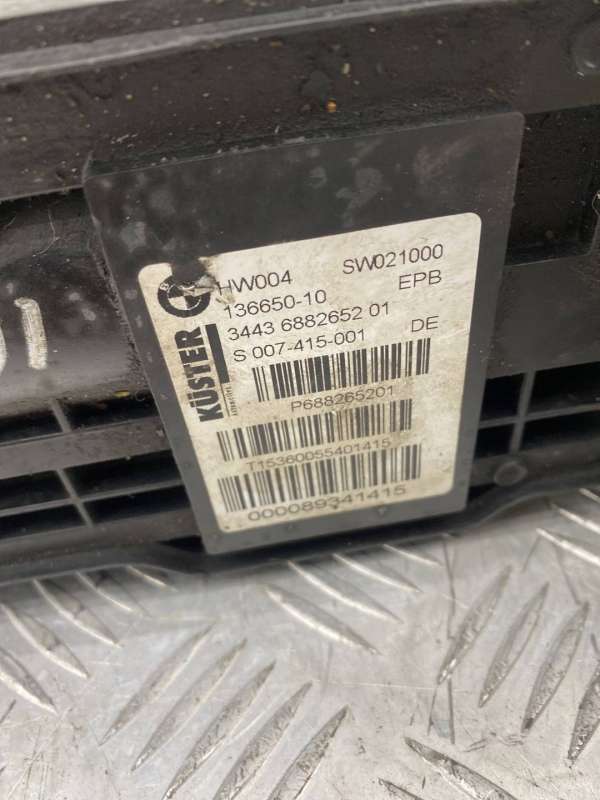 HW004 SW021000
136650-10 EPB
3443 6882652 01
S 007-415-001 DE
KÜSTER
P688265201
T15360055401415
000089341415